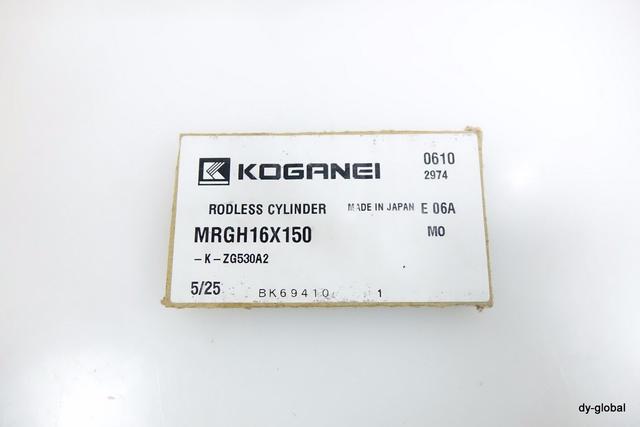 KOGANEI
0610
2974
RODLESS CYLINDER
MADE IN JAPAN
E 06A
MRGH16X150
MO
-K-ZG530A2
5/25
BK69410
1
dy-global